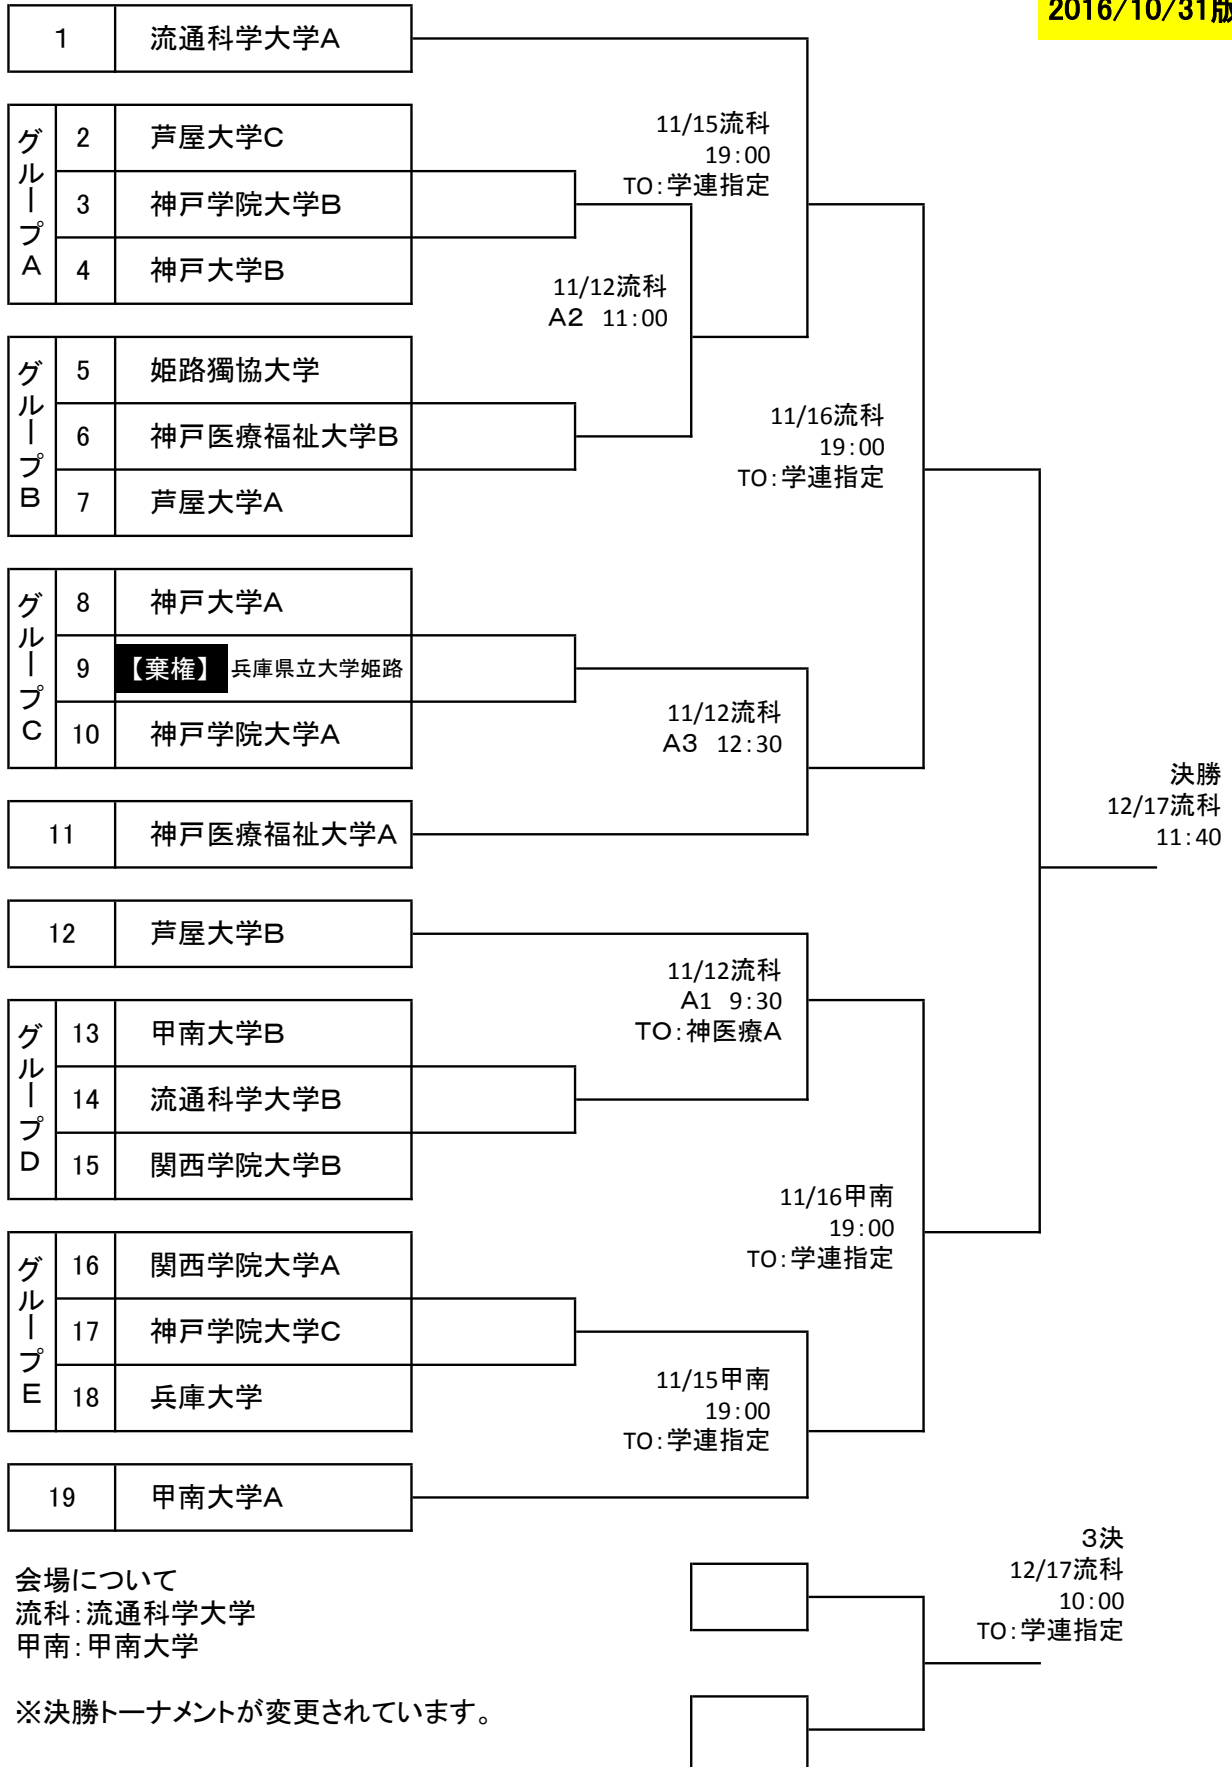 2016/10/31版
1 流通科学大学A
グループA
2 芦屋大学C
3 神戸学院大学B
4 神戸大学B
11/15流科
19:00
TO:学連指定
11/12流科
A2 11:00
グループB
5 姫路獨協大学
6 神戸医療福祉大学B
7 芦屋大学A
11/16流科
19:00
TO:学連指定
グループC
8 神戸大学A
9 【棄権】 兵庫県立大学姫路
10 神戸学院大学A
11/12流科
A3 12:30
11 神戸医療福祉大学A
決勝
12/17流科
11:40
12 芦屋大学B
11/12流科
A1 9:30
TO:神医療A
グループD
13 甲南大学B
14 流通科学大学B
15 関西学院大学B
11/16甲南
19:00
TO:学連指定
グループE
16 関西学院大学A
17 神戸学院大学C
18 兵庫大学
11/15甲南
19:00
TO:学連指定
19 甲南大学A
3決
12/17流科
10:00
TO:学連指定
会場について
流科:流通科学大学
甲南:甲南大学
※決勝トーナメントが変更されています。